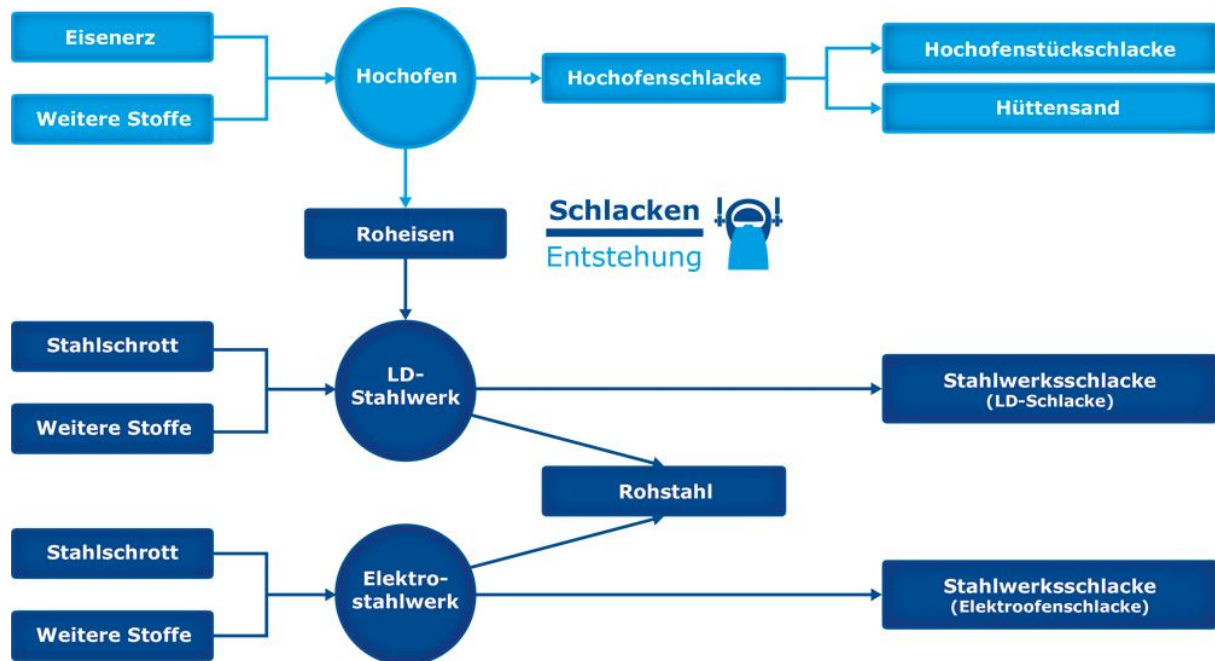 Eisenerz
Weitere Stoffe
Hochofen
Hochofenschlacke
Hochofenstückschlacke
Hüttensand
Roheisen
Schlacken
Entstehung
Stahlschrott
Weitere Stoffe
LD-
Stahlwerk
Stahlwerksschlacke
(LD-Schlacke)
Rohstahl
Stahlschrott
Weitere Stoffe
Elektro-
stahlwerk
Stahlwerksschlacke
(Elektroofenschlacke)